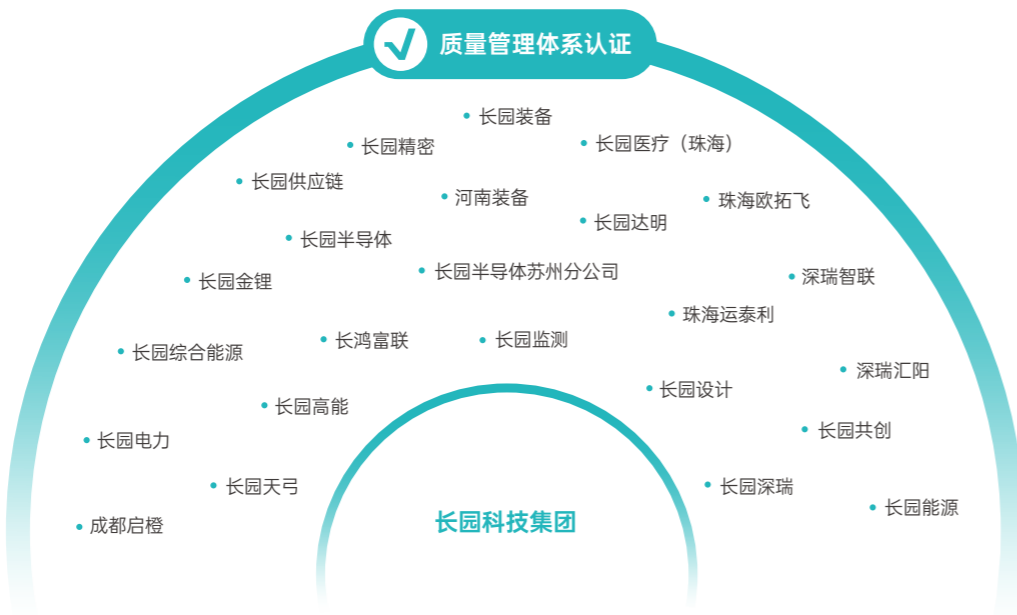 质量管理体系认证
长园装备
长园精密
长园医疗（珠海）
长园供应链
河南装备
珠海欧拓飞
长园达明
长园半导体
长园半导体苏州分公司
长园金锂
深瑞智联
珠海运泰利
长鸿富联
长园监测
长园综合能源
深瑞汇阳
长园设计
长园高能
长园共创
长园电力
长园天弓
长园深瑞
长园能源
成都启橙
长园科技集团